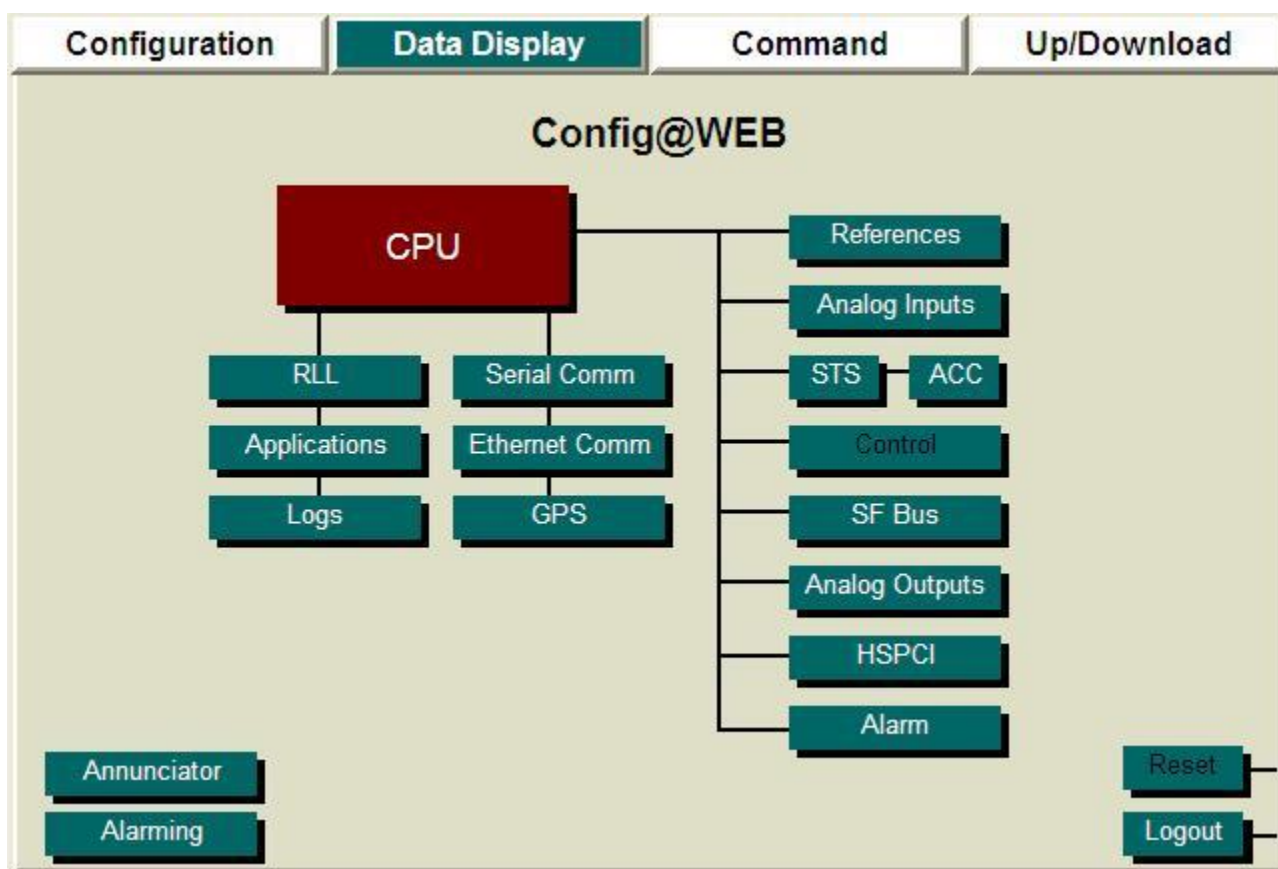 Configuration
Data Display
Command
Up/Download
Config@WEB
CPU
RLL
Applications
Logs
Serial Comm
Ethernet Comm
GPS
References
Analog Inputs
STS
ACC
Control
SF Bus
Analog Outputs
HSPCI
Alarm
Annunciator
Alarming
Reset
Logout